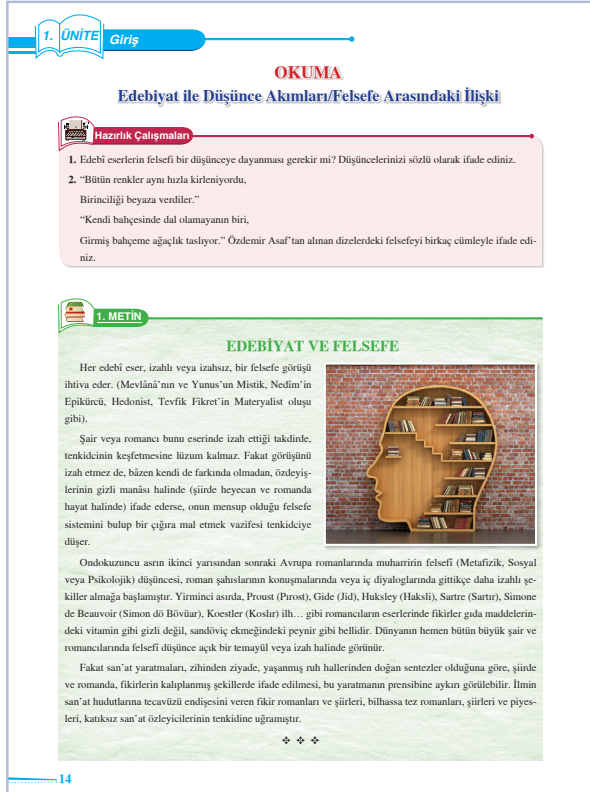 1. ÜNİTE Giriş
OKUMA
Edebiyat ile Düşünce Akımları/Felsefe Arasındaki İlişki
Hazırlık Çalışmaları
1. Edebî eserlerin felsefi bir düşünceye dayanması gerekir mi? Düşüncelerinizi sözlü olarak ifade ediniz.
2. “Bütün renkler aynı hızla kirleniyordu,
Birinciliği beyaza verdiler.”
“Kendi bahçesinde dal olamayanın biri,
Girmiş bahçeme ağaçlık taslıyor.” Özdemir Asaf’tan alınan dizelerdeki felsefeyi birkaç cümleyle ifade edi-
niz.
1. METİN
EDEBİYAT VE FELSEFE
Her edebî eser, izahlı veya izahsız, bir felsefe görüşü
ihtiva eder. (Mevlânâ’nın ve Yunus’un Mistik, Nedîm’in
Epikürcü, Hedonist, Tevfik Fikret’in Materyalist oluşu
gibi).
Şair veya romancı bunu eserinde izah ettiği takdirde,
tenkidcinin keşfetmesine lüzum kalmaz. Fakat görüşünü
izah etmez de, bâzen kendi de farkında olmadan, özdeyiş-
lerinin gizli manâsı halinde (şiirde heyecan ve romanda
hayat halinde) ifade ederse, onun mensup olduğu felsefe
sistemini bulup bir çığıra mal etmek vazifesi tenkidciye
düşer.
Ondokuzuncu asrın ikinci yarısından sonraki Avrupa romanlarında muharririn felsefî (Metafizik, Sosyal
veya Psikolojik) düşüncesi, roman şahıslarının konuşmalarında veya iç diyaloglarında gittikçe daha izahlı şe-
killer almağa başlamıştır. Yirminci asırda, Proust (Pırost), Gide (Jid), Huksley (Haksli), Sartre (Sartır), Simone
de Beauvoir (Simon dö Bövüar), Koestler (Koslır) ilh… gibi romancıların eserlerinde fikirler gıda maddelerin-
deki vitamin gibi gizli değil, sandöviç ekmeğindeki peynir gibi bellidir. Dünyanın hemen bütün büyük şair ve
romancılarında felsefî düşünce açık bir temayül veya izah halinde görünür.
Fakat san’at yaratmaları, zihinden ziyade, yaşanmış ruh hallerinden doğan sentezler olduğuna göre, şiirde
ve romanda, fikirlerin kalıplanmış şekillerde ifade edilmesi, bu yaratmanın prensibine aykırı görülebilir. İlmin
san’at hudutlarına tecavüzü endişesini veren fikir romanları ve şiirleri, bilhassa tez romanları, şiirleri ve piyes-
leri, katıksız san’at özleyicilerinin tenkidine uğramıştır.
14